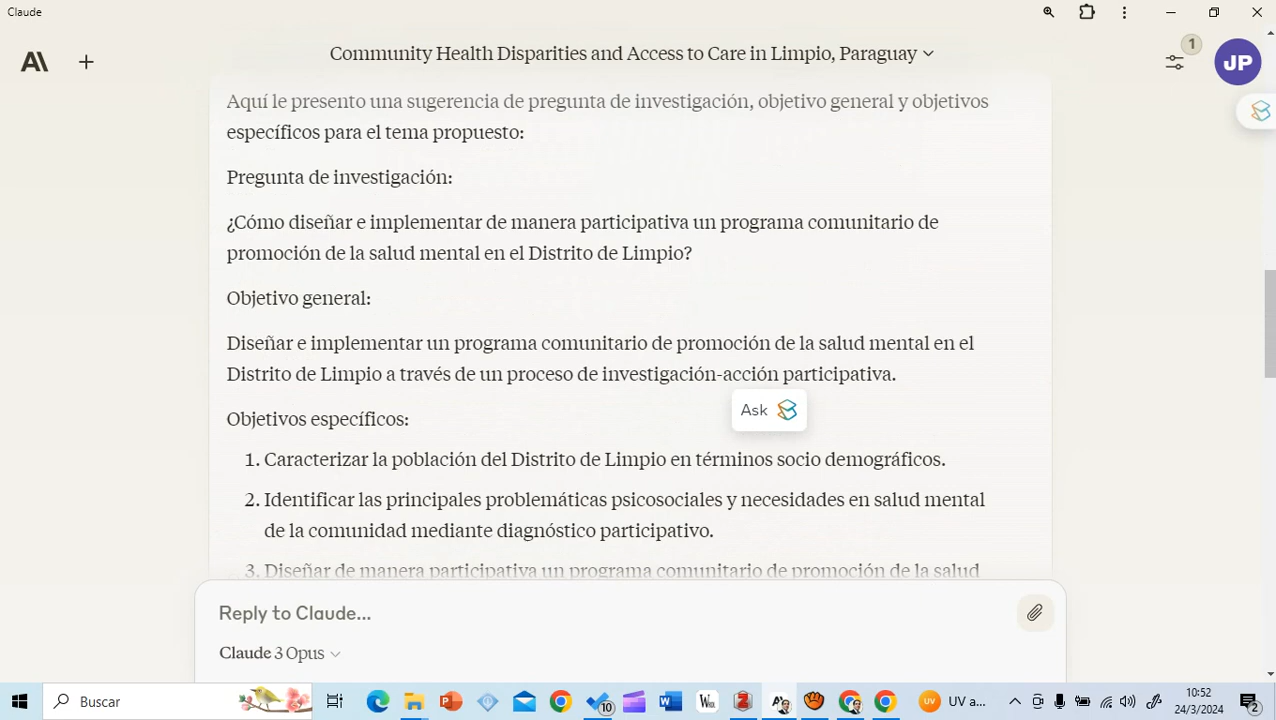 Claude
Community Health Disparities and Access to Care in Limpio, Paraguay
1
JP
Aquí le presento una sugerencia de pregunta de investigación, objetivo general y objetivos
específicos para el tema propuesto:
Pregunta de investigación:
¿Cómo diseñar e implementar de manera participativa un programa comunitario de
promoción de la salud mental en el Distrito de Limpio?
Objetivo general:
Diseñar e implementar un programa comunitario de promoción de la salud mental en el
Distrito de Limpio a través de un proceso de investigación-acción participativa.
Ask
Objetivos específicos:
1. Caracterizar la población del Distrito de Limpio en términos socio demográficos.
2. Identificar las principales problemáticas psicosociales y necesidades en salud mental
de la comunidad mediante diagnóstico participativo.
3. Diseñar de manera participativa un programa comunitario de promoción de la salud
Reply to Claude...
Claude 3 Opus
Buscar
10
UV
UV a...
10:52
24/3/2024
2